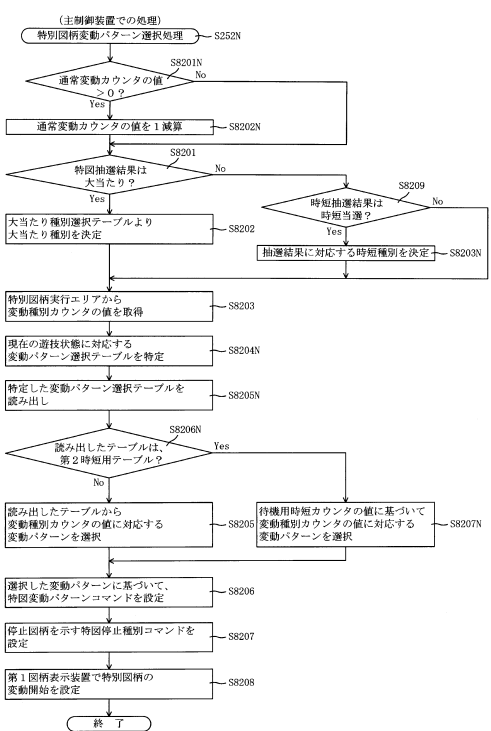 (主制御装置での処理)
特別図柄変動パターン選択処理
S252N
S8201N
通常変動カウンタの値
>0?
No
Yes
通常変動カウンタの値を1減算
S8202N
S8201
特図抽選結果は
大当たり?
No
Yes
S8209
時短抽選結果は
時短当選?
No
Yes
大当たり種別選択テーブルより
大当たり種別を決定
S8202
抽選結果に対応する時短種別を決定
S8203N
特別図柄実行エリアから
変動種別カウンタの値を取得
S8203
現在の遊技状態に対応する
変動パターン選択テーブルを特定
S8204N
特定した変動パターン選択テーブルを
読み出し
S8205N
S8206N
読み出したテーブルは、
第2時短用テーブル?
Yes
No
読み出したテーブルから
変動種別カウンタの値に対応する
変動パターンを選択
S8205
待機用時短カウンタの値に基づいて
変動種別カウンタの値に対応する
変動パターンを選択
S8207N
選択した変動パターンに基づいて、
特図変動パターンコマンドを設定
S8206
停止図柄を示す特図停止種別コマンドを
設定
S8207
第1図柄表示装置で特別図柄の
変動開始を設定
S8208
終 了